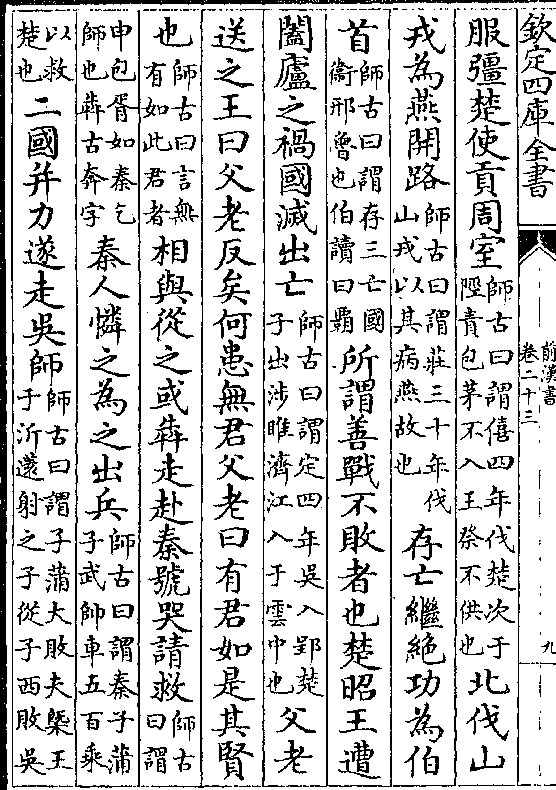 欽定四庫全書
前漢書
卷二十三
九
服彊楚使貢周室師古曰謂僖四年伐楚次于陘責包茅不入王祭不供也北伐山
戎為燕開路師古曰謂莊三十年伐山戎以其病燕故也存亡繼絶功為伯
首師古曰謂存三亡國衞邢魯也伯讀曰霸所謂善戰不敗者也楚昭王遭
闔廬之禍國滅出亡師古曰謂定四年吳入郢楚子出涉睢濟江入于雲中也父老
送之王曰父老反矣何患無君父老曰有君如是其賢
也師古曰言無有如此君者相與從之或犇走赴秦號哭請救師古曰謂
申包胥如秦乞師也犇古奔字秦人憐之為之出兵師古曰謂秦子蒲子武帥車五百乘
以救楚也二國并力遂走吳師師古曰謂子蒲大敗夫槩王于沂薳射之子從子西敗吳